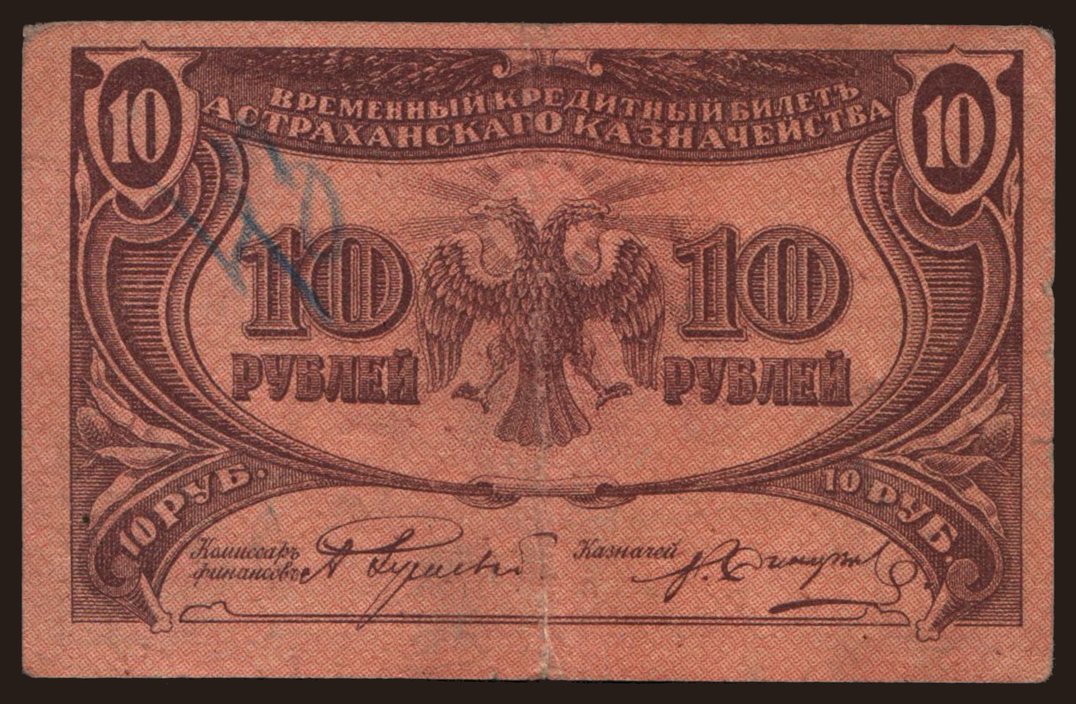 10
10
ВРЕМЕННЫЙ КРЕДИТНЫЙ БИЛЕТЪ
АСТРАХАНСКАГО КАЗНАЧЕЙСТВА
10
10
РУБЛЕЙ
РУБЛЕЙ
10 РУБ.
10 РУБ.
Комиссаръ
финансовъ
Казначей